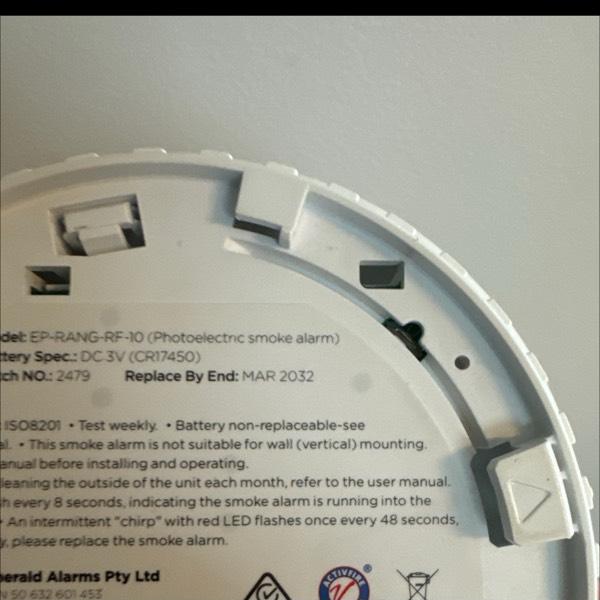 del: EP-RANG-RF-10 (Photoelectric smoke alarm)
ttery Spec.: DC 3V (CR17450)
tch NO.: 2479 Replace By End: MAR 2032
: ISO8201 • Test weekly. • Battery non-replaceable-see
al. • This smoke alarm is not suitable for wall (vertical) mounting.
anual before installing and operating.
leaning the outside of the unit each month, refer to the user manual.
h every 8 seconds, indicating the smoke alarm is running into the
• An intermittent "chirp" with red LED flashes once every 48 seconds,
y, please replace the smoke alarm.
erald Alarms Pty Ltd
N 50 632 601 453
ACTIVFIRE ®